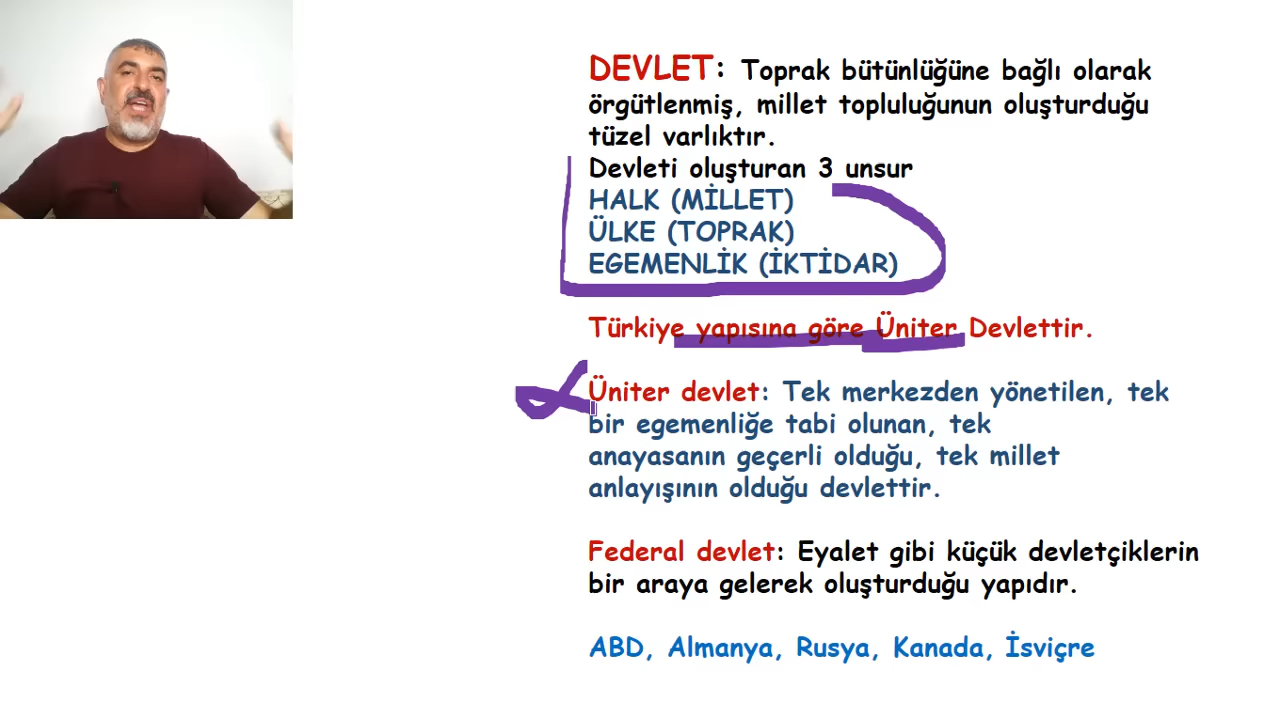 DEVLET: Toprak bütünlüğüne bağlı olarak
örgütlenmiş, millet topluluğunun oluşturduğu
tüzel varlıktır.
Devleti oluşturan 3 unsur
HALK (MİLLET)
ÜLKE (TOPRAK)
EGEMENLİK (İKTİDAR)
Türkiye yapısına göre Üniter Devlettir.
Üniter devlet: Tek merkezden yönetilen, tek
bir egemenliğe tabi olunan, tek
anayasanın geçerli olduğu, tek millet
anlayışının olduğu devlettir.
Federal devlet: Eyalet gibi küçük devletçiklerin
bir araya gelerek oluşturduğu yapıdır.
ABD, Almanya, Rusya, Kanada, İsviçre